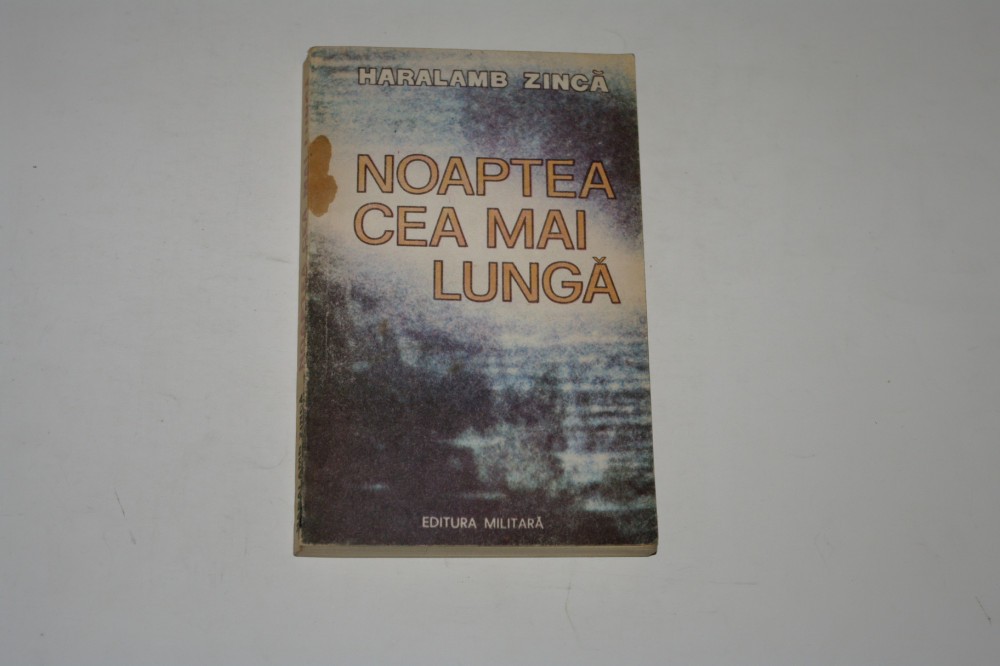 HARALAMB ZINCĂ
NOAPTEA
CEA MAI
LUNGĂ
EDITURA MILITARĂ